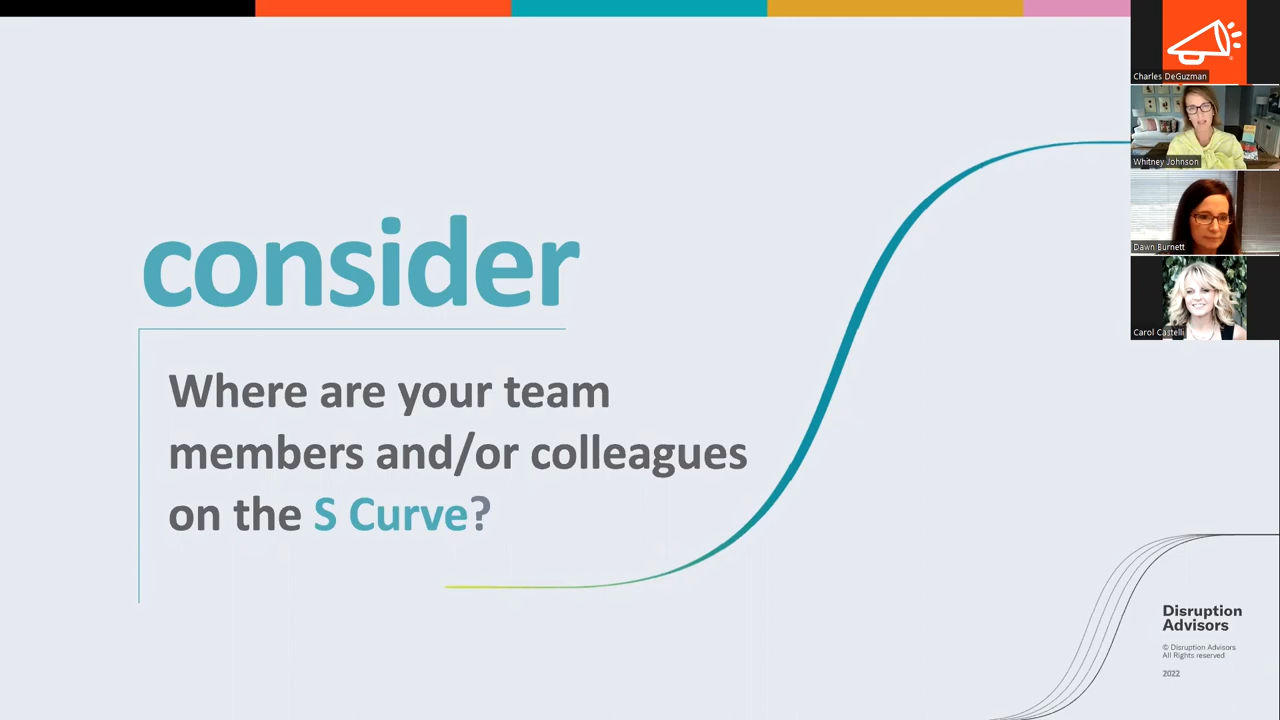 consider
Where are your team
members and/or colleagues
on the S Curve?
Charles DeGuzman
Whitney Johnson
Dawn Burnett
Carol Castelli
Disruption
Advisors
© Disruption Advisors
All Rights reserved
2022